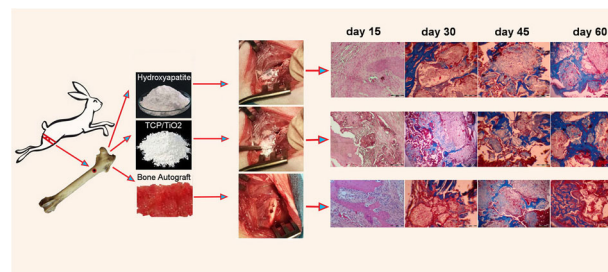 day 15
day 30
day 45
day 60
Hydroxyapatite
TCP/TiO2
Bone Autograft